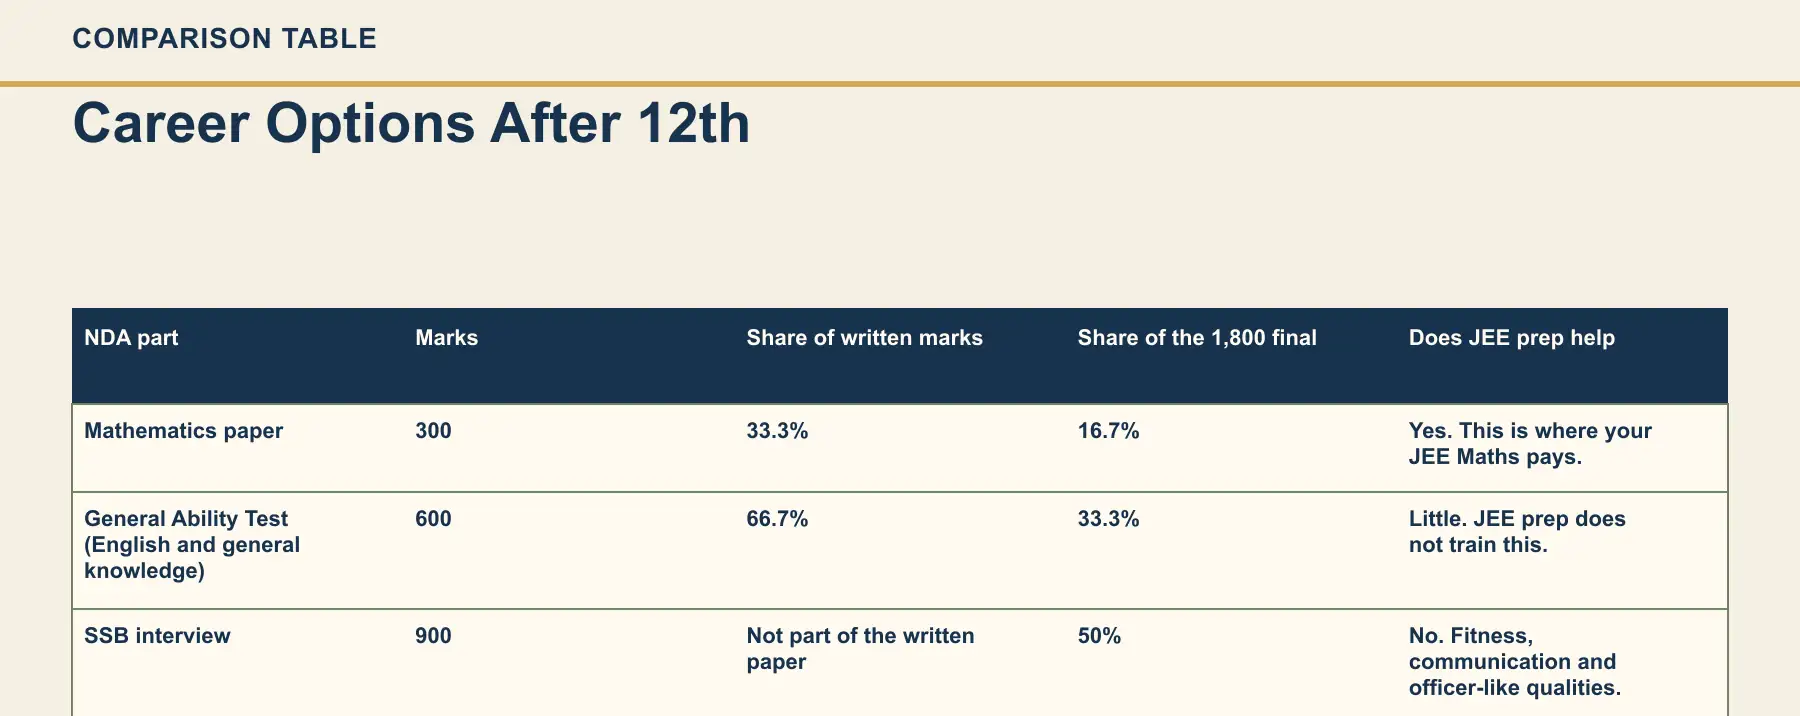 COMPARISON TABLE
Career Options After 12th
NDA part Marks Share of written marks Share of the 1,800 final Does JEE prep help
Mathematics paper 300 33.3% 16.7% Yes. This is where your
JEE Maths pays.
General Ability Test 600 66.7% 33.3% Little. JEE prep does
(English and general not train this.
knowledge)
SSB interview 900 Not part of the written 50% No. Fitness,
paper communication and
officer-like qualities.